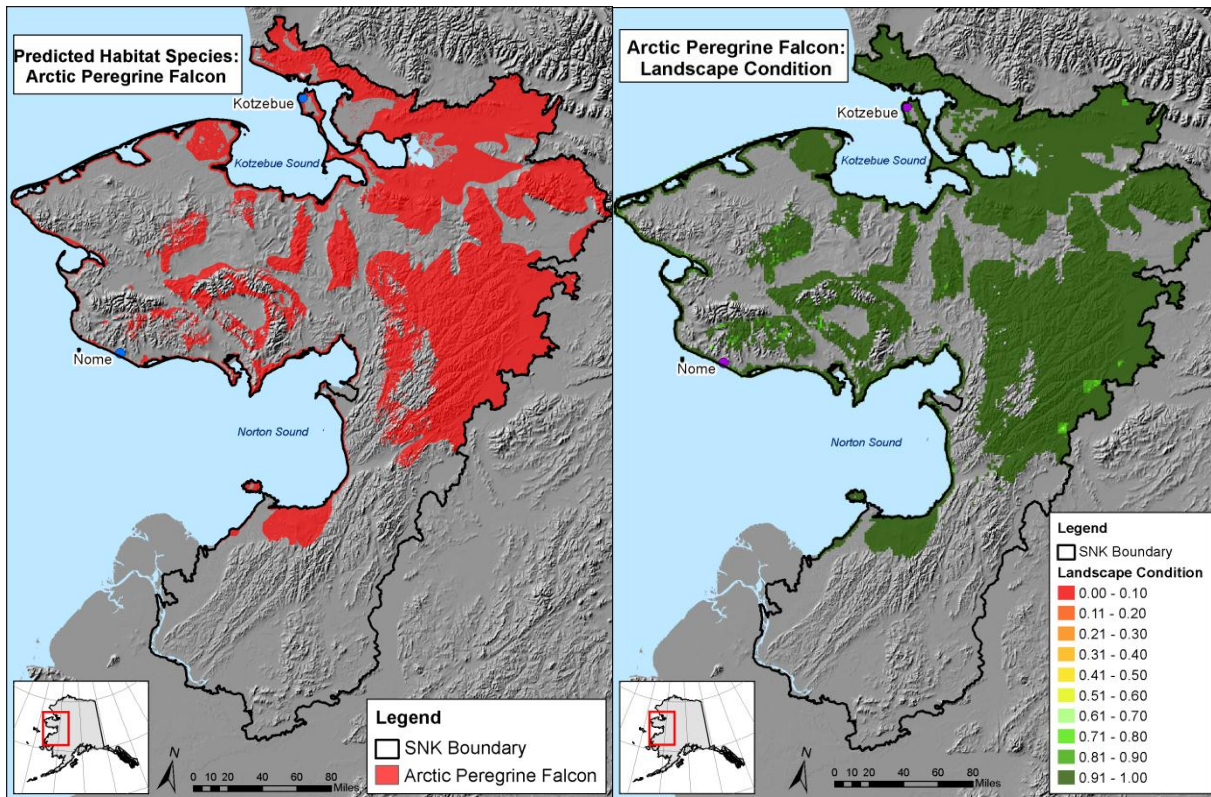 Predicted Habitat Species:
Arctic Peregrine Falcon
Kotzebue
Kotzebue Sound
Nome
Norton Sound
Legend
SNK Boundary
Arctic Peregrine Falcon
N
0 10 20 40 60 80
Miles
Arctic Peregrine Falcon:
Landscape Condition
Kotzebue
Kotzebue Sound
Nome
Norton Sound
Legend
SNK Boundary
Landscape Condition
0.00 - 0.10
0.11 - 0.20
0.21 - 0.30
0.31 - 0.40
0.41 - 0.50
0.51 - 0.60
0.61 - 0.70
0.71 - 0.80
0.81 - 0.90
0.91 - 1.00
N
0 10 20 40 60 80
Miles